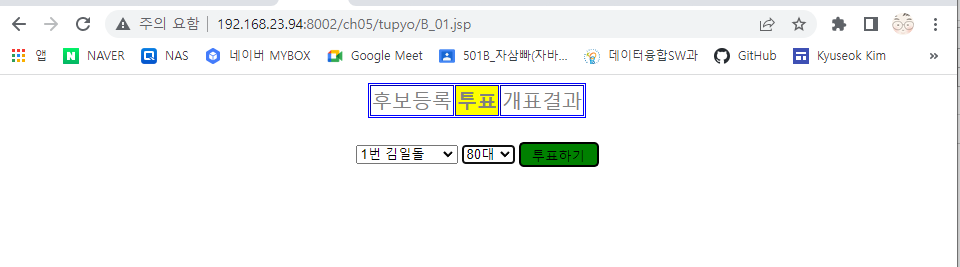 주의 요함 | 192.168.23.94:8002/ch05/tupyo/B_01.jsp
앱 NAVER NAS 네이버 MYBOX Google Meet 501B_자삼빠(자바... 데이터융합SW과 GitHub Kyuseok Kim »
후보등록 투표 개표결과
1번 김일돌 80대 투표하기